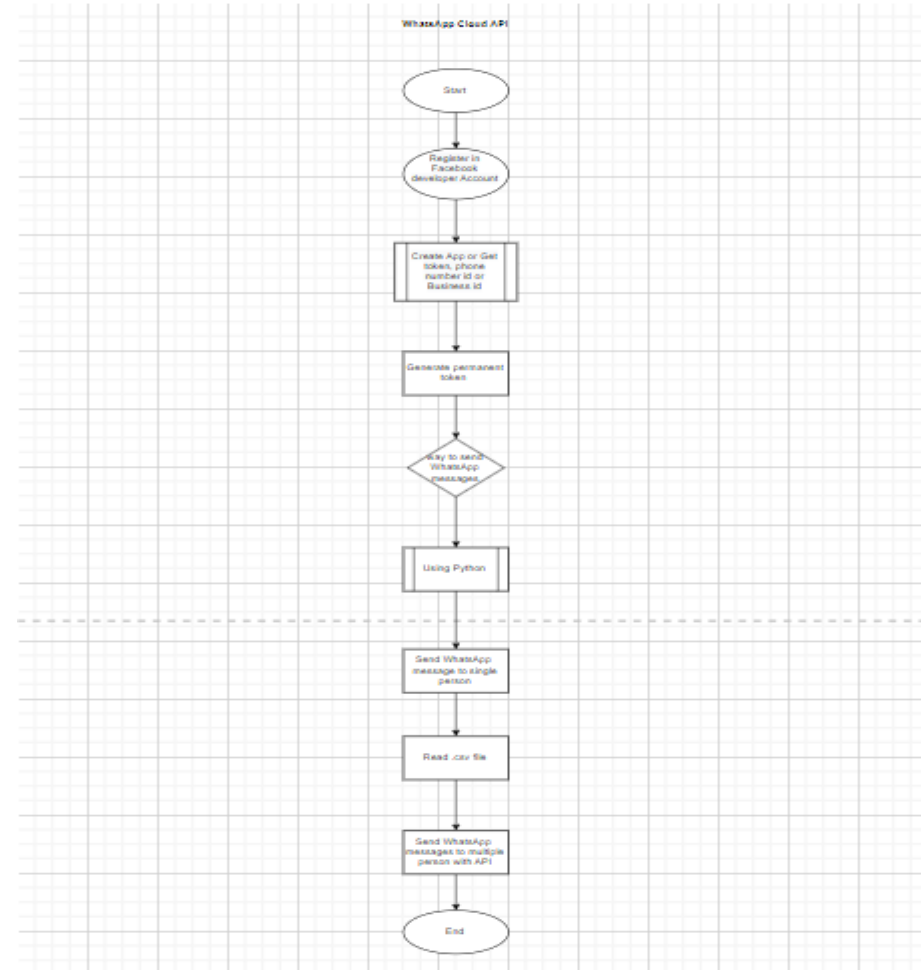 WhatsApp Cloud API
Start
Register in
Facebook
developer Account
Create App or Get
token, phone
number id or
Business id
Generate permanent
token
way to send
WhatsApp
messages
Using Python
Send WhatsApp
message to single
person
Read .csv file
Send WhatsApp
messages to multiple
person with API
End